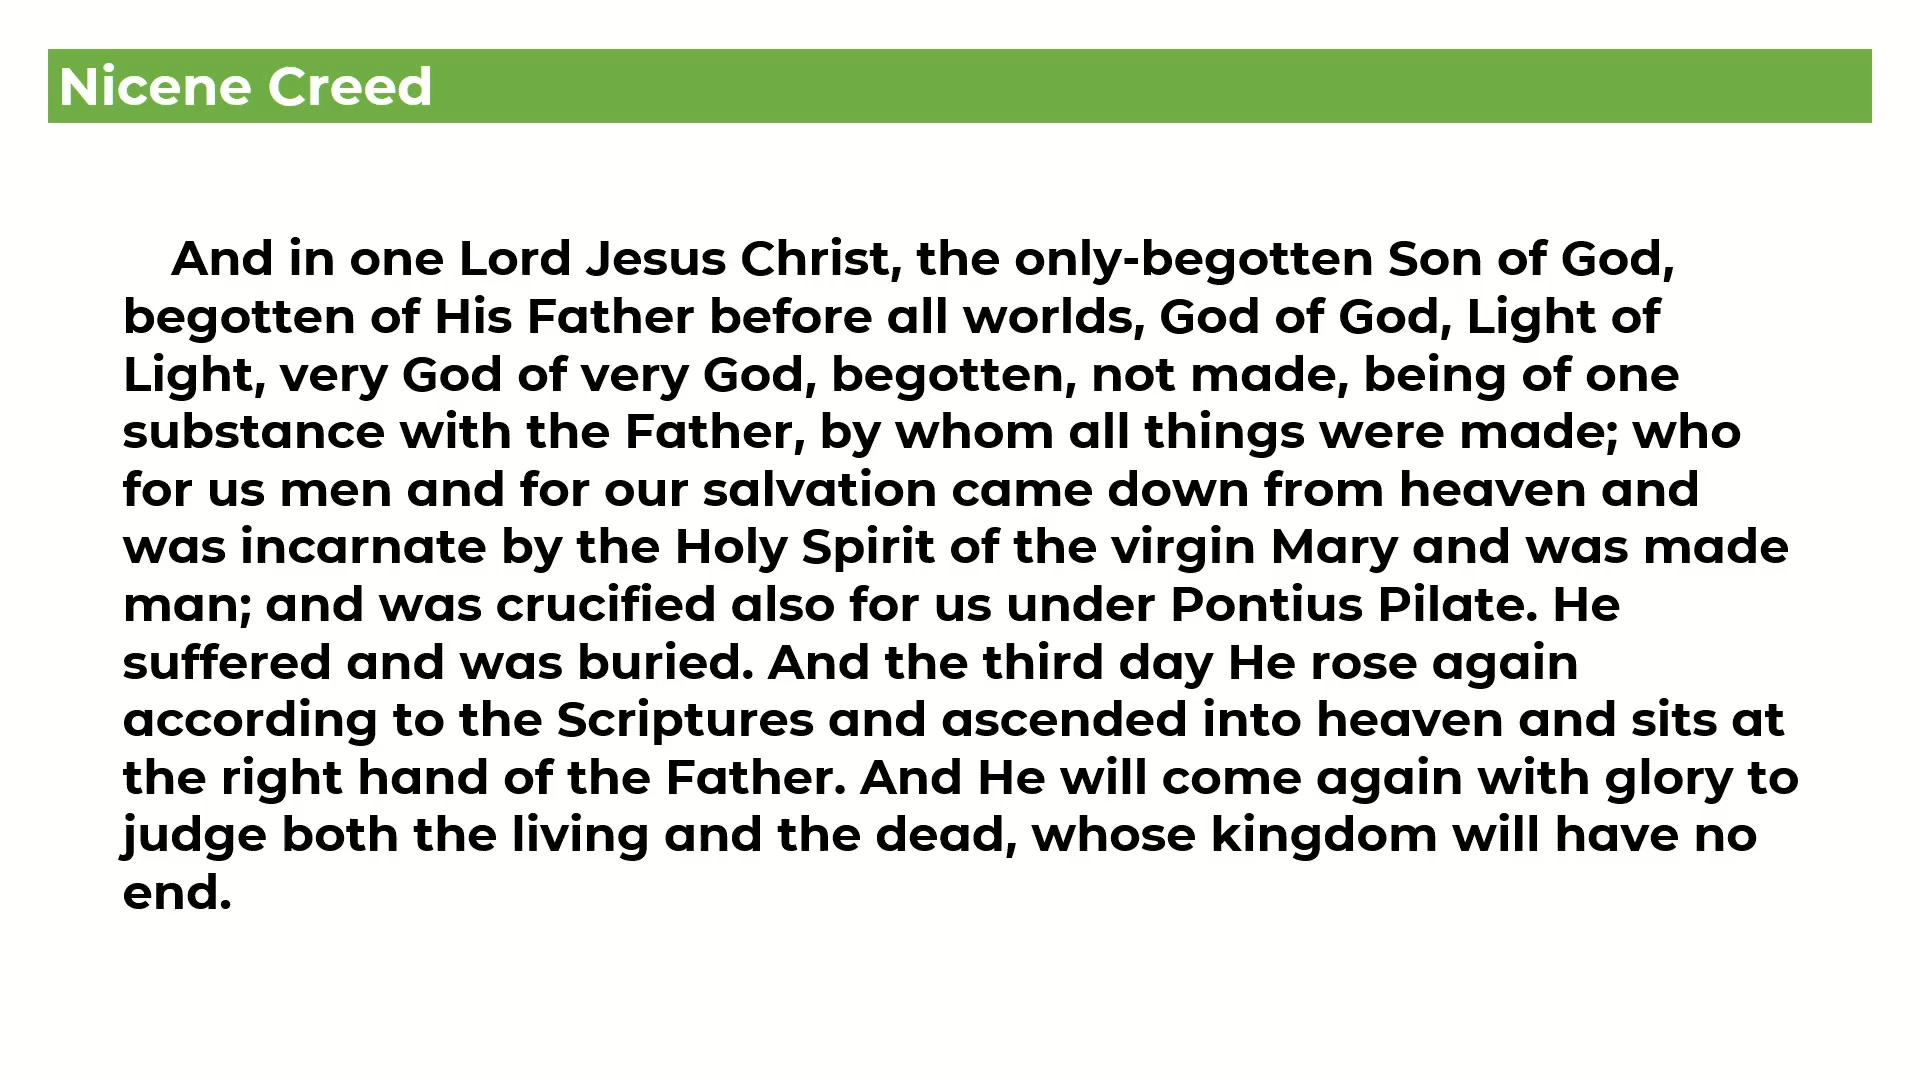 Nicene Creed
And in one Lord Jesus Christ, the only-begotten Son of God,
begotten of His Father before all worlds, God of God, Light of
Light, very God of very God, begotten, not made, being of one
substance with the Father, by whom all things were made; who
for us men and for our salvation came down from heaven and
was incarnate by the Holy Spirit of the virgin Mary and was made
man; and was crucified also for us under Pontius Pilate. He
suffered and was buried. And the third day He rose again
according to the Scriptures and ascended into heaven and sits at
the right hand of the Father. And He will come again with glory to
judge both the living and the dead, whose kingdom will have no
end.